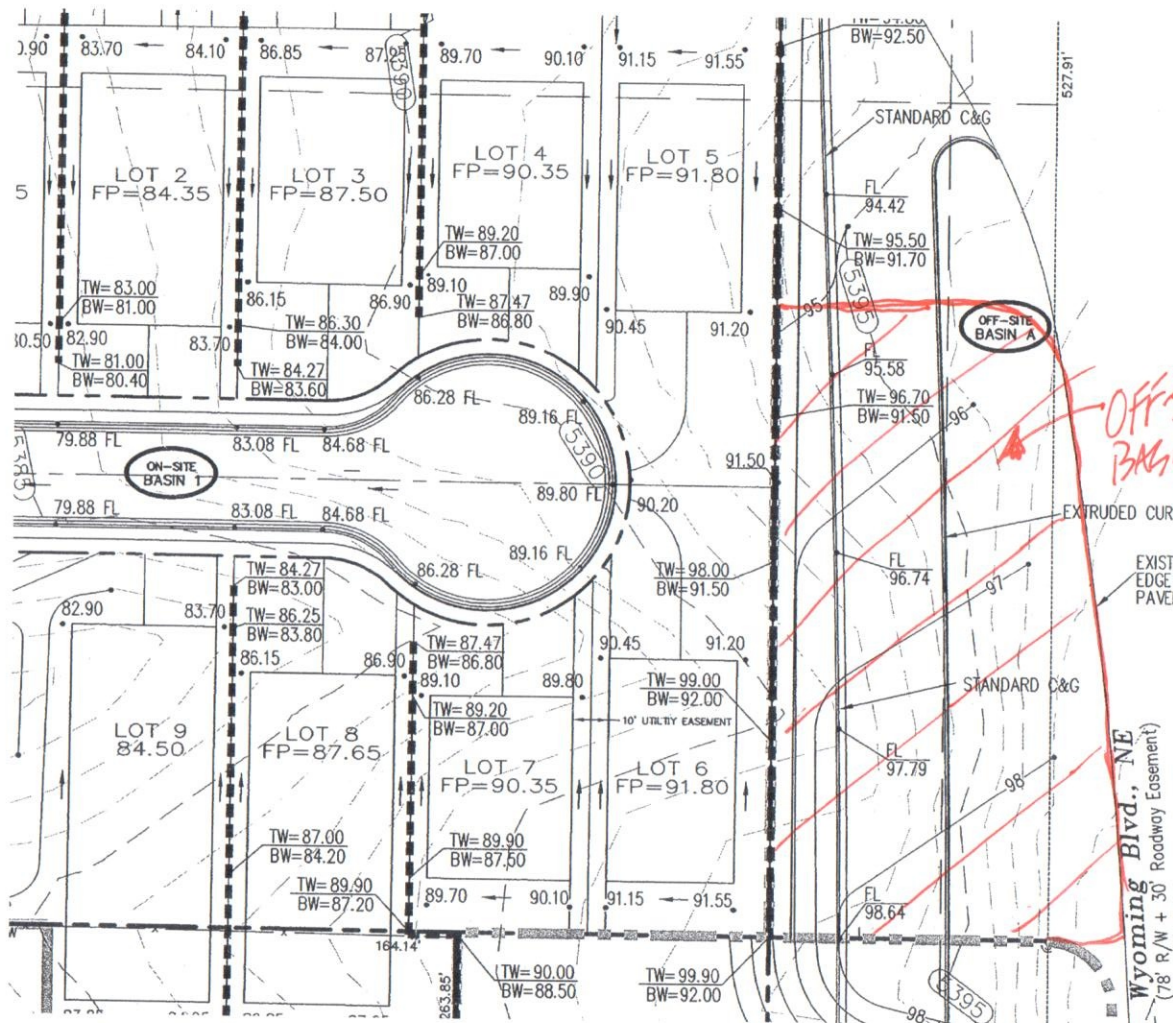 BW=92.50
527.91'
83.70
84.10
86.85
87.25
5390
89.70
90.10
91.15
91.55
STANDARD C&G
LOT 2
FP=84.35
LOT 3
FP=87.50
LOT 4
FP=90.35
LOT 5
FP=91.80
5
FL
94.42
TW=89.20
BW=87.00
TW=95.50
BW=91.70
TW=83.00
BW=81.00
86.15
86.90
89.10
89.90
95
5395
82.90
83.70
TW=86.30
BW=84.00
TW=87.47
BW=86.80
90.45
91.20
OFF-SITE
BASIN A
TW=81.00
BW=80.40
TW=84.27
BW=83.60
FL
95.58
86.28 FL
89.16 FL
TW=96.70
BW=91.50
96
OFF-
79.88 FL
83.08 FL
84.68 FL
5390
5385
ON-SITE
BASIN 1
89.80 FL
91.50
90.20
79.88 FL
83.08 FL
84.68 FL
EXTRUDED CUR
89.16 FL
86.28 FL
TW=98.00
BW=91.50
FL
96.74
97
EXIST
EDGE
PAVE
TW=84.27
BW=83.00
82.90
83.70
TW=86.25
BW=83.80
TW=87.47
BW=86.80
90.45
91.20
86.15
86.90
89.10
89.80
TW=99.00
BW=92.00
STANDARD C&G
TW=89.20
BW=87.00
10' UTILITY EASEMENT
LOT 9
84.50
LOT 8
FP=87.65
LOT 7
FP=90.35
LOT 6
FP=91.80
FL
97.79
98
TW=87.00
BW=84.20
TW=89.90
BW=87.50
TW=89.90
BW=87.20
89.70
90.10
91.15
91.55
FL
98.64
164.14'
263.85'
TW=90.00
BW=88.50
TW=99.90
BW=92.00
98
5395
Wyoming Blvd., NE
(78' R/W + 30' Roadway Easement)